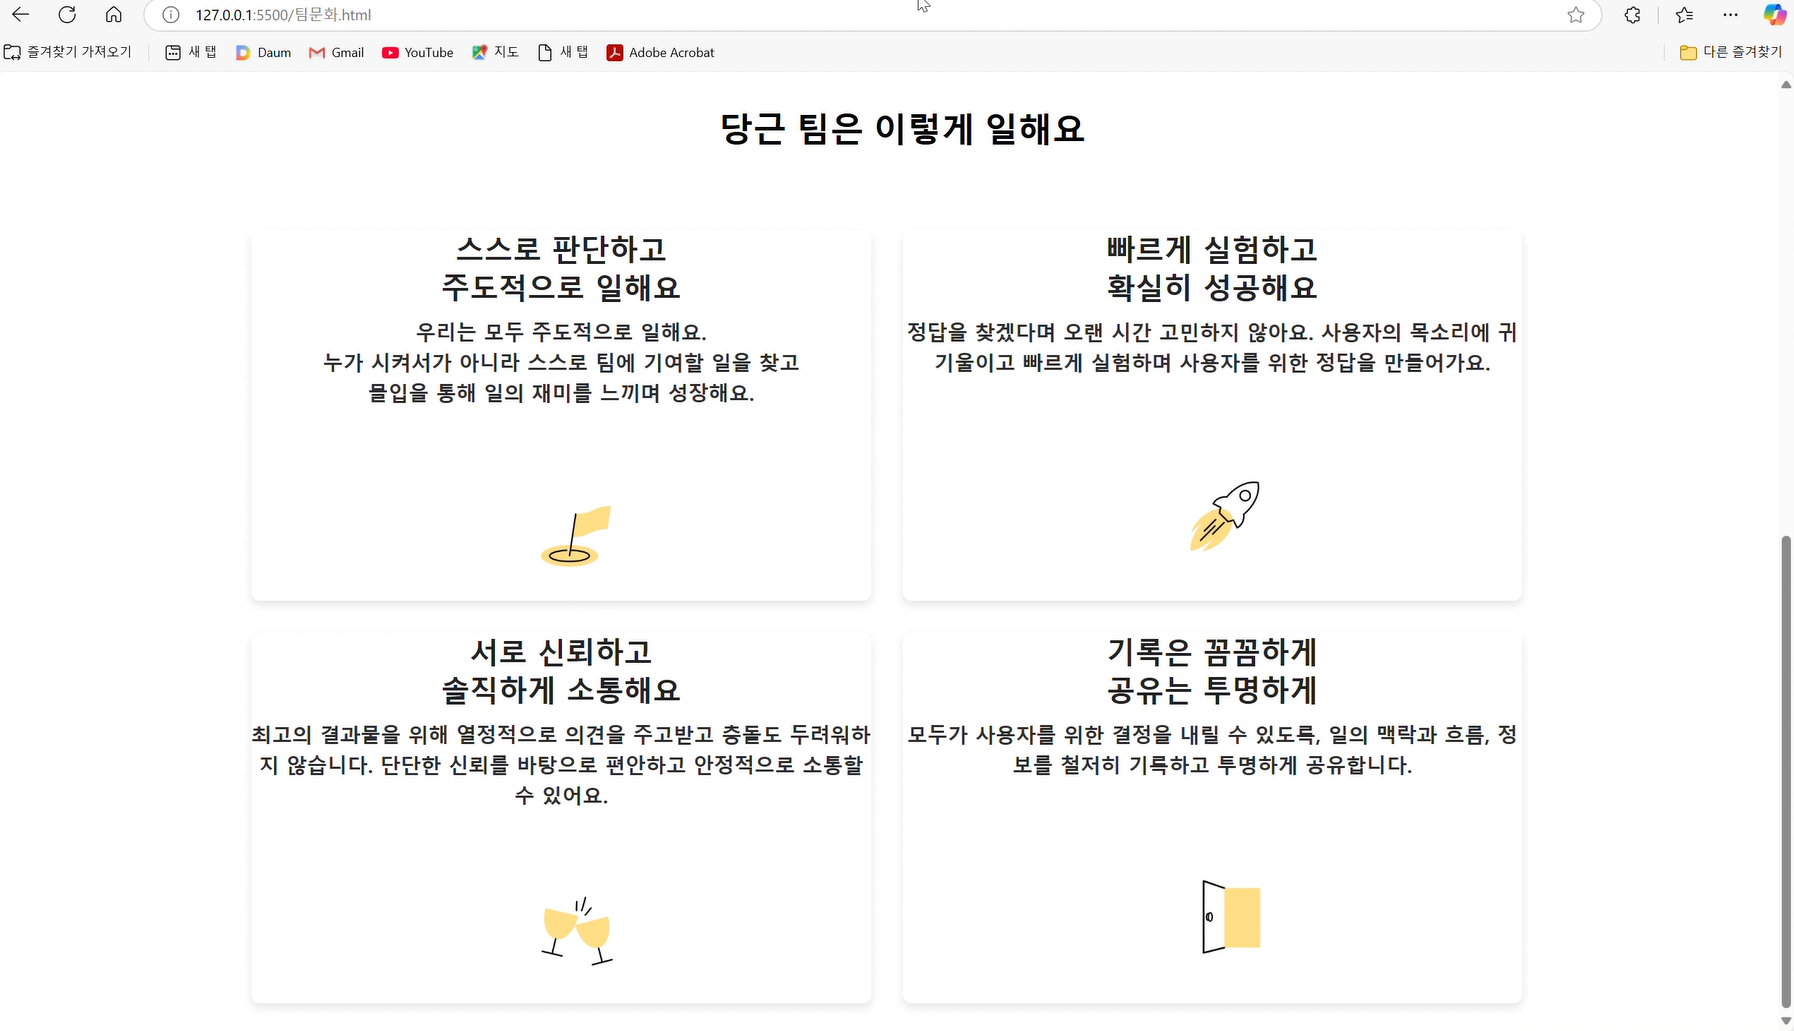 127.0.0.1:5500/팀문화.html
즐겨찾기 가져오기
새 탭
Daum
Gmail
YouTube
지도
새 탭
Adobe Acrobat
다른 즐겨찾기
당근 팀은 이렇게 일해요
스스로 판단하고
주도적으로 일해요
우리는 모두 주도적으로 일해요.
누가 시켜서가 아니라 스스로 팀에 기여할 일을 찾고
몰입을 통해 일의 재미를 느끼며 성장해요.
빠르게 실험하고
확실히 성공해요
정답을 찾겠다며 오랜 시간 고민하지 않아요. 사용자의 목소리에 귀
기울이고 빠르게 실험하며 사용자를 위한 정답을 만들어가요.
서로 신뢰하고
솔직하게 소통해요
최고의 결과물을 위해 열정적으로 의견을 주고받고 충돌도 두려워하
지 않습니다. 단단한 신뢰를 바탕으로 편안하고 안정적으로 소통할
수 있어요.
기록은 꼼꼼하게
공유는 투명하게
모두가 사용자를 위한 결정을 내릴 수 있도록, 일의 맥락과 흐름, 정
보를 철저히 기록하고 투명하게 공유합니다.